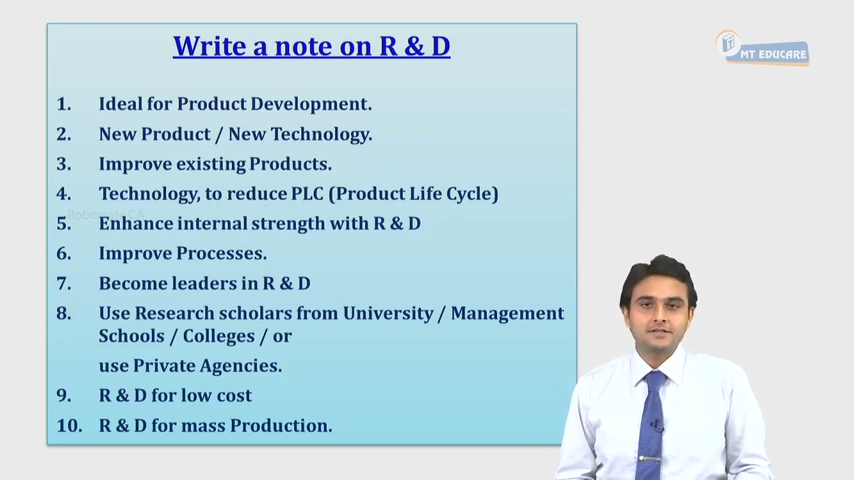 Write a note on R & D
MT EDUCARE
1. Ideal for Product Development.
2. New Product / New Technology.
3. Improve existing Products.
4. Technology, to reduce PLC (Product Life Cycle)
5. Enhance internal strength with R & D
6. Improve Processes.
7. Become leaders in R & D
8. Use Research scholars from University / Management
Schools / Colleges / or
use Private Agencies.
9. R & D for low cost
10. R & D for mass Production.